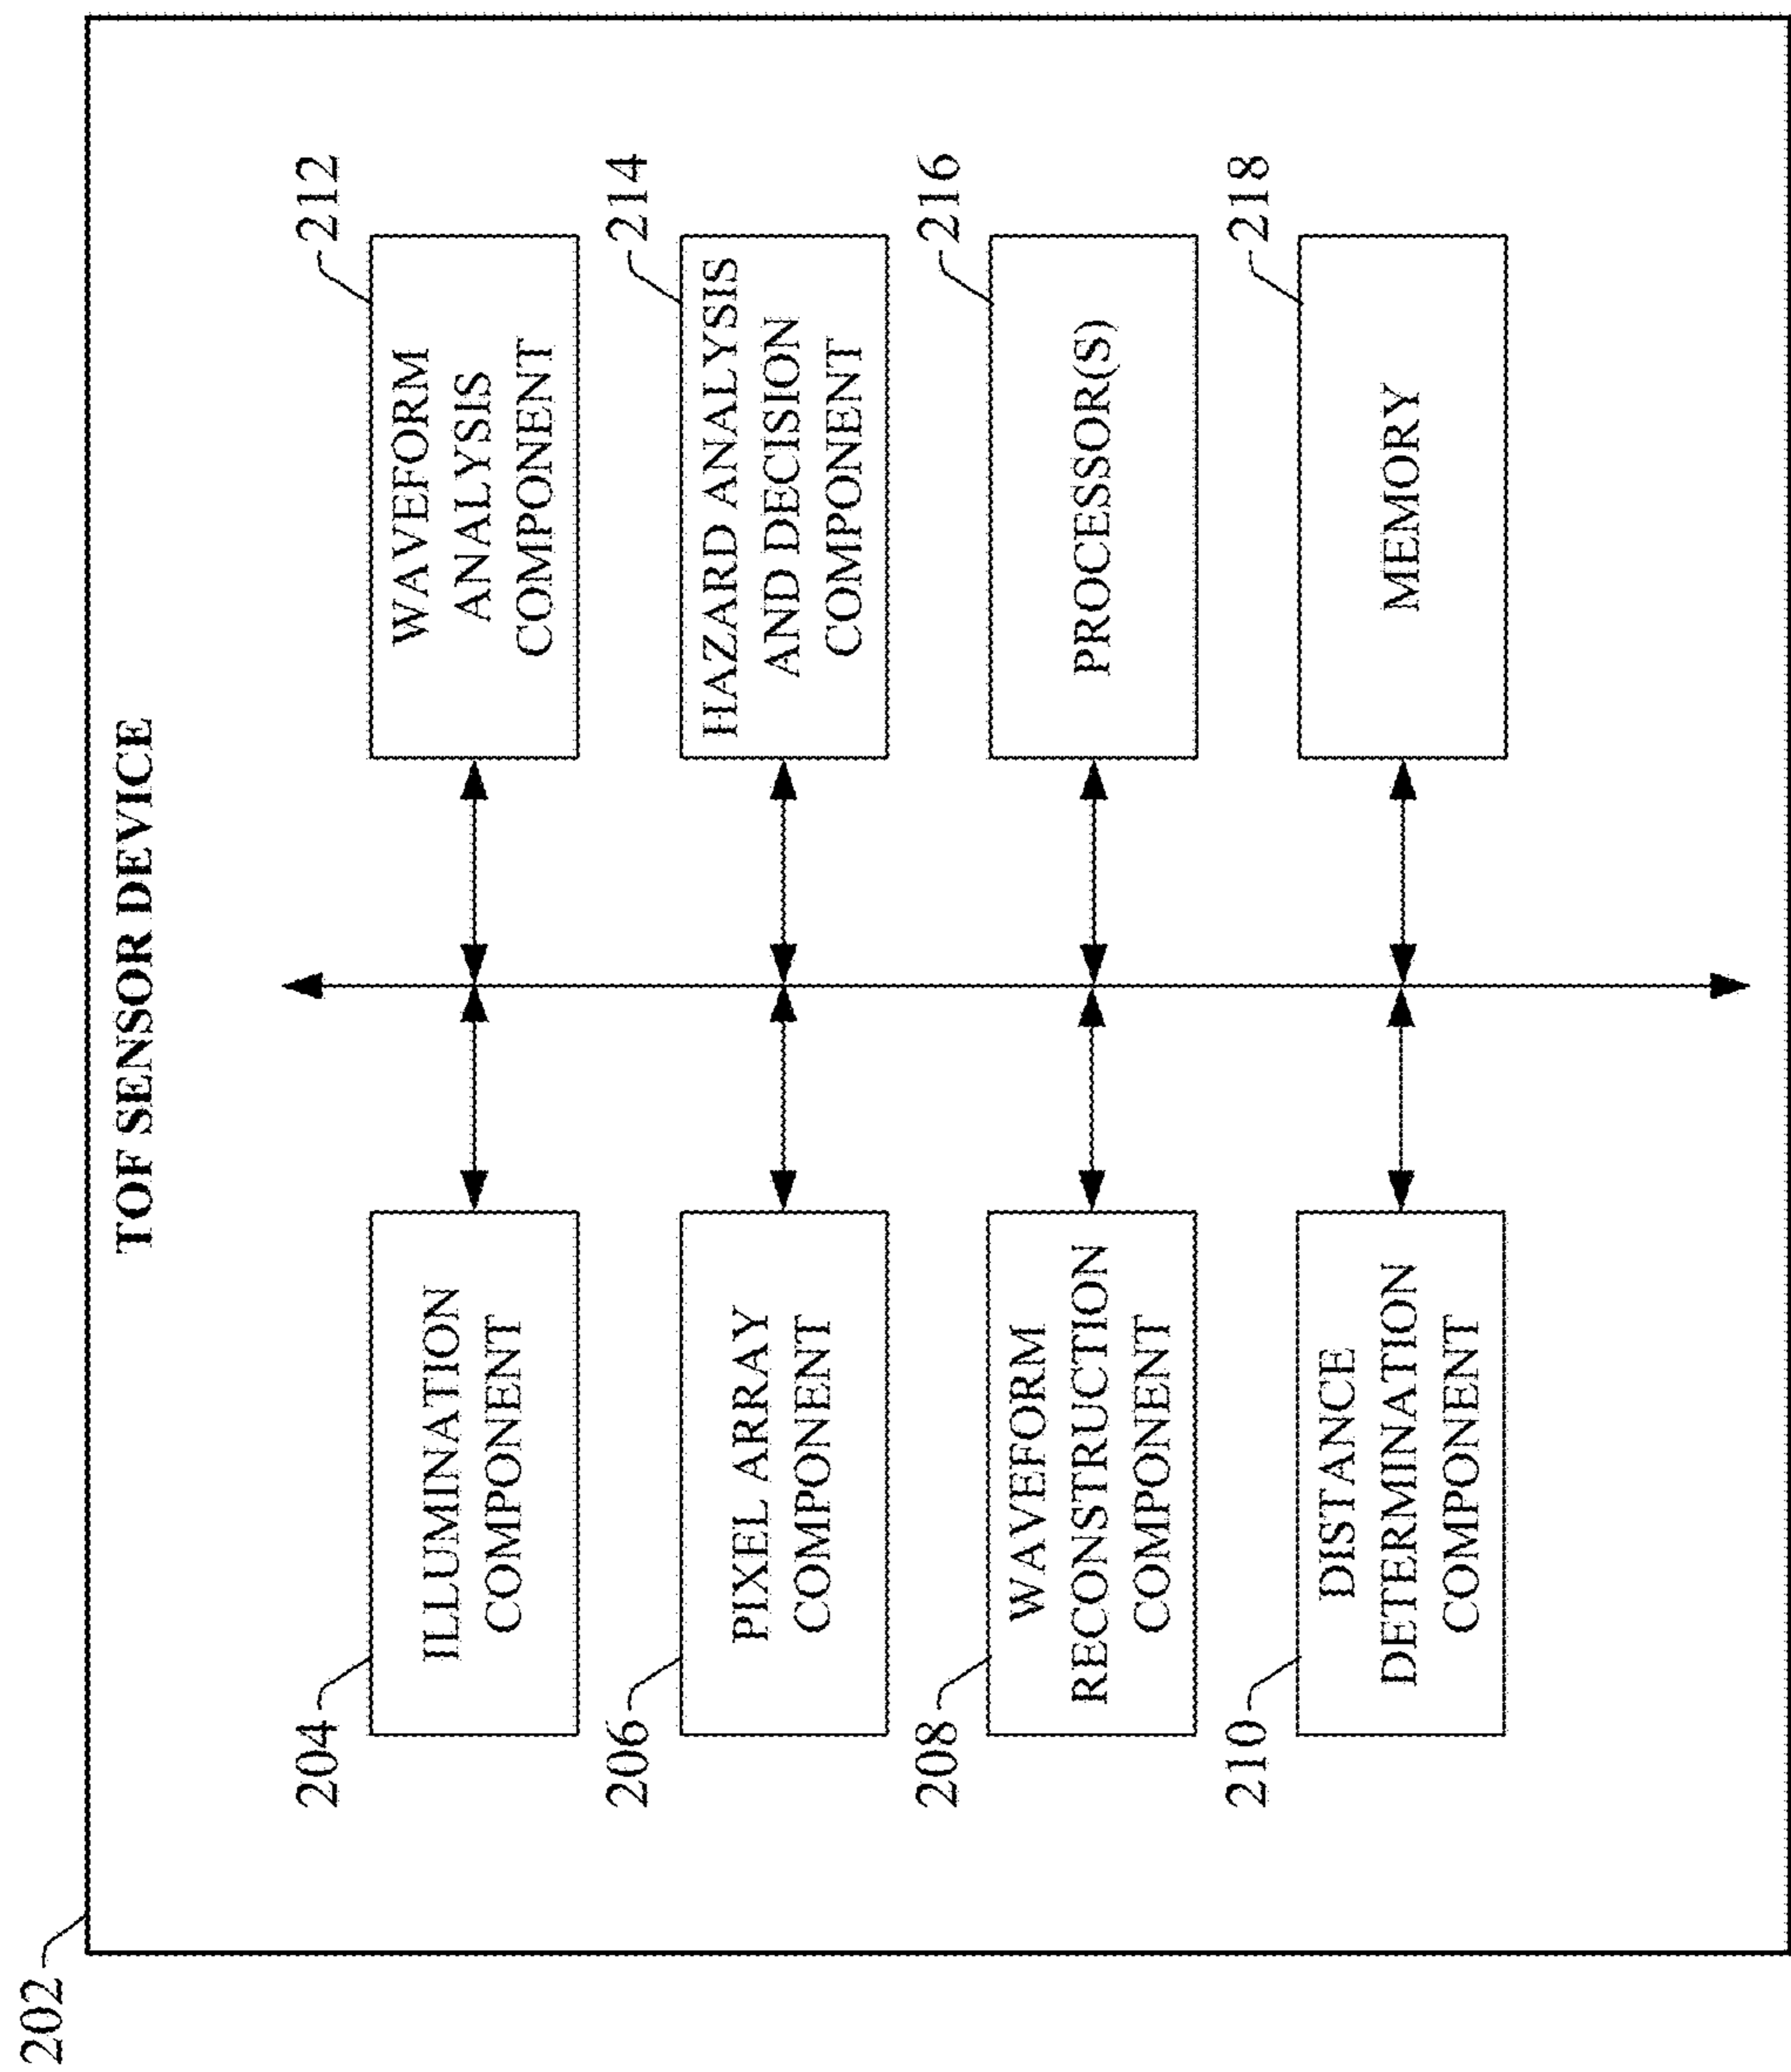 202
TOF SENSOR DEVICE
204
ILLUMINATION
COMPONENT
206
PIXEL ARRAY
COMPONENT
208
WAVEFORM
RECONSTRUCTION
COMPONENT
210
DISTANCE
DETERMINATION
COMPONENT
212
WAVEFORM
ANALYSIS
COMPONENT
214
HAZARD ANALYSIS
AND DECISION
COMPONENT
216
PROCESSOR(S)
218
MEMORY